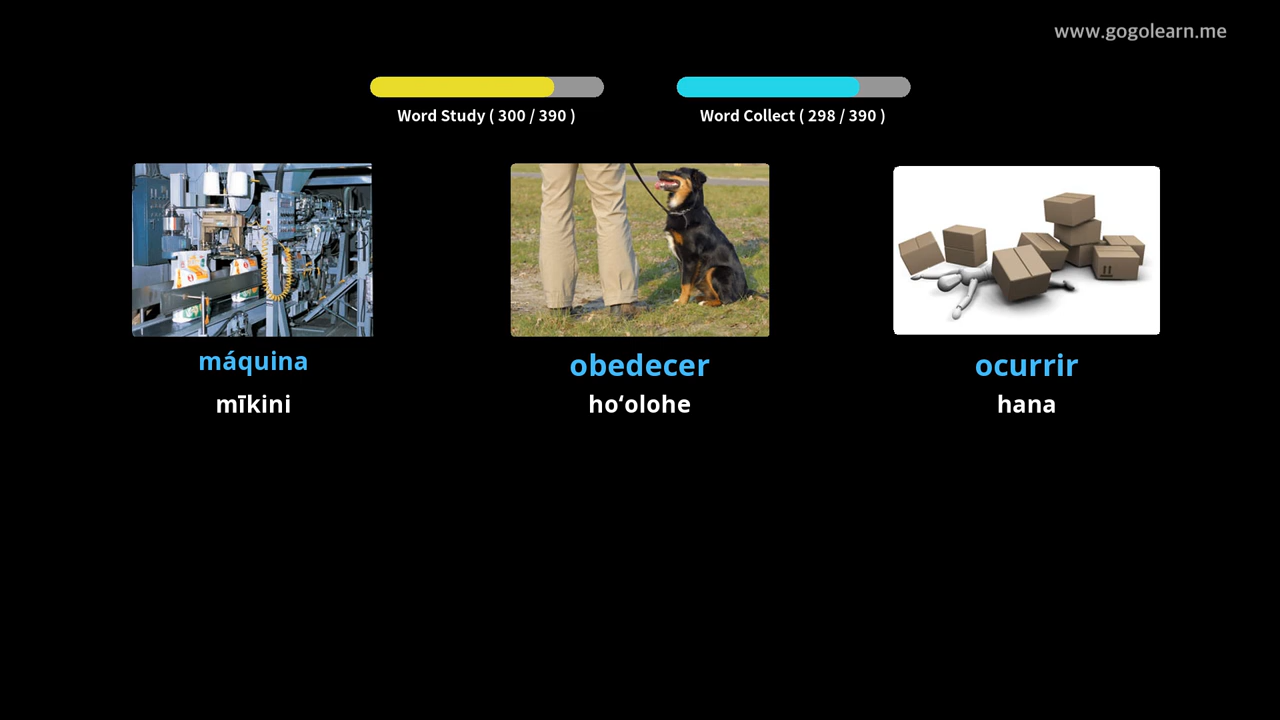 www.gogolearn.me
Word Study ( 300 / 390 )
Word Collect ( 298 / 390 )
máquina
obedecer
ocurrir
mīkini
hoʻolohe
hana